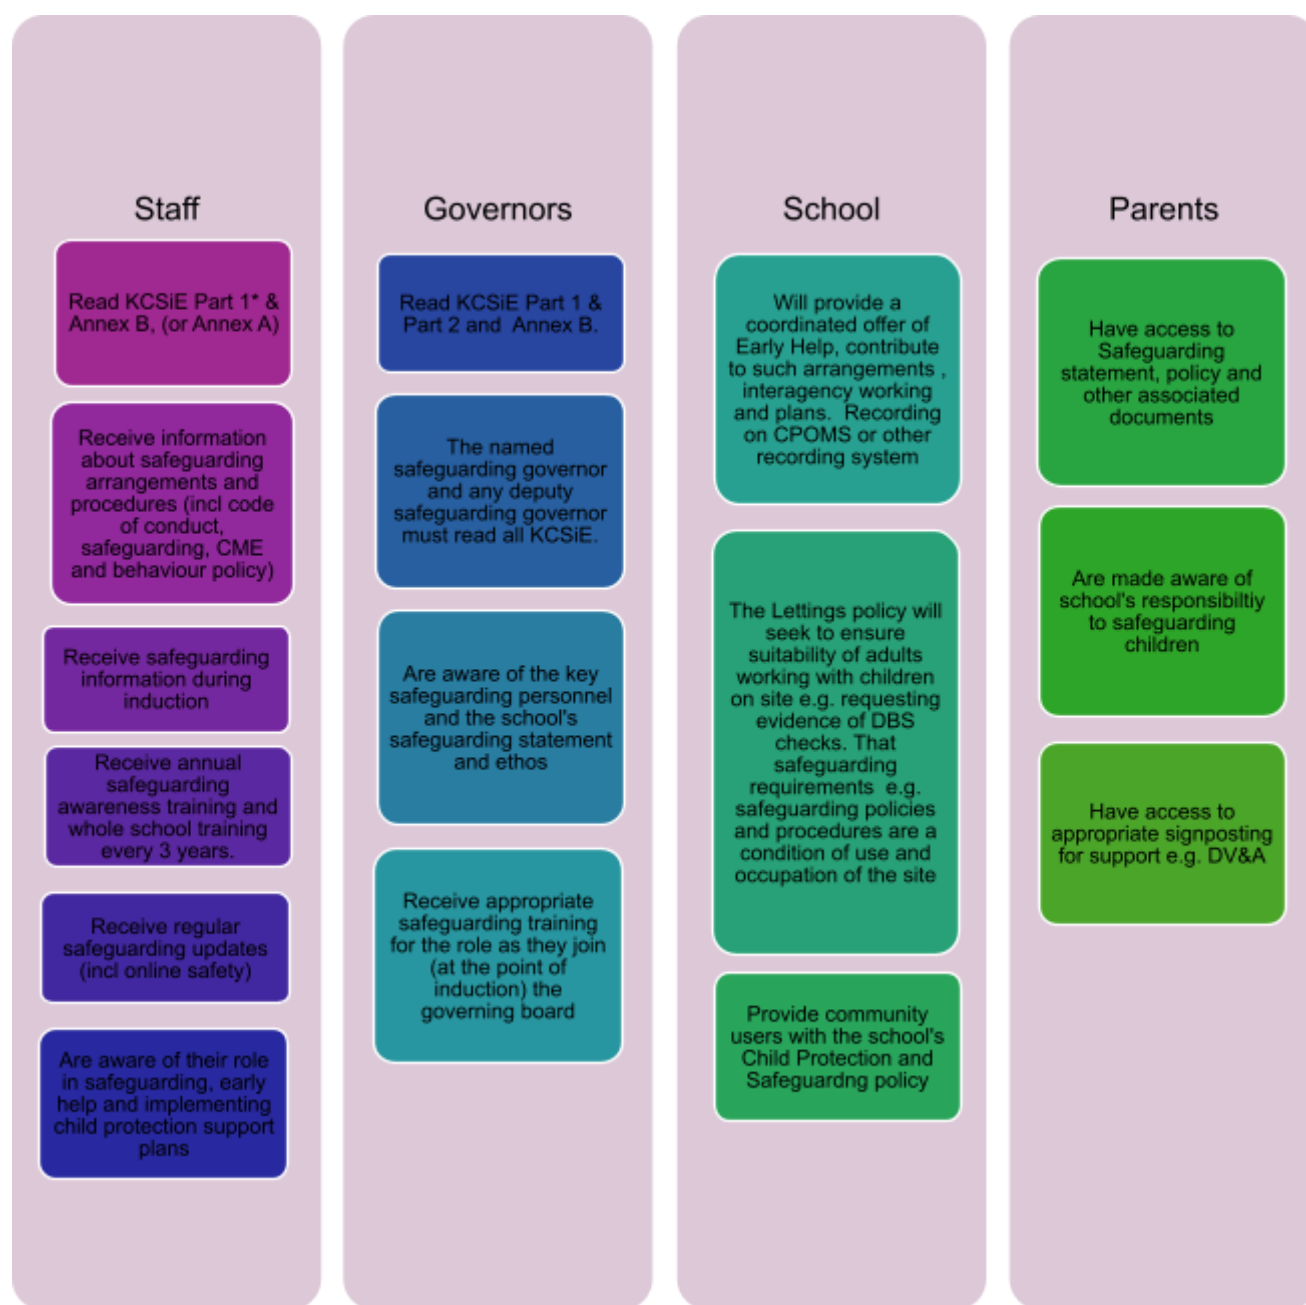 Staff
Read KCSiE Part 1* &
Annex B, (or Annex A)
Receive information
about safeguarding
arrangements and
procedures (incl code
of conduct,
safeguarding, CME
and behaviour policy)
Receive safeguarding
information during
induction
Receive annual
safeguarding
awareness training and
whole school training
every 3 years.
Receive regular
safeguarding updates
(incl online safety)
Are aware of their role
in safeguarding, early
help and implementing
child protection support
plans
Governors
Read KCSiE Part 1 &
Part 2 and Annex B.
The named
safeguarding governor
and any deputy
safeguarding governor
must read all KCSiE.
Are aware of the key
safeguarding personnel
and the school's
safeguarding statement
and ethos
Receive appropriate
safeguarding training
for the role as they join
(at the point of
induction) the
governing board
School
Will provide a
coordinated offer of
Early Help, contribute
to such arrangements ,
interagency working
and plans. Recording
on CPOMS or other
recording system
The Lettings policy will
seek to ensure
suitability of adults
working with children
on site e.g. requesting
evidence of DBS
checks. That
safeguarding
requirements e.g.
safeguarding policies
and procedures are a
condition of use and
occupation of the site
Provide community
users with the school's
Child Protection and
Safeguardng policy
Parents
Have access to
Safeguarding
statement, policy and
other associated
documents
Are made aware of
school's responsibiltiy
to safeguarding
children
Have access to
appropriate signposting
for support e.g. DV&A